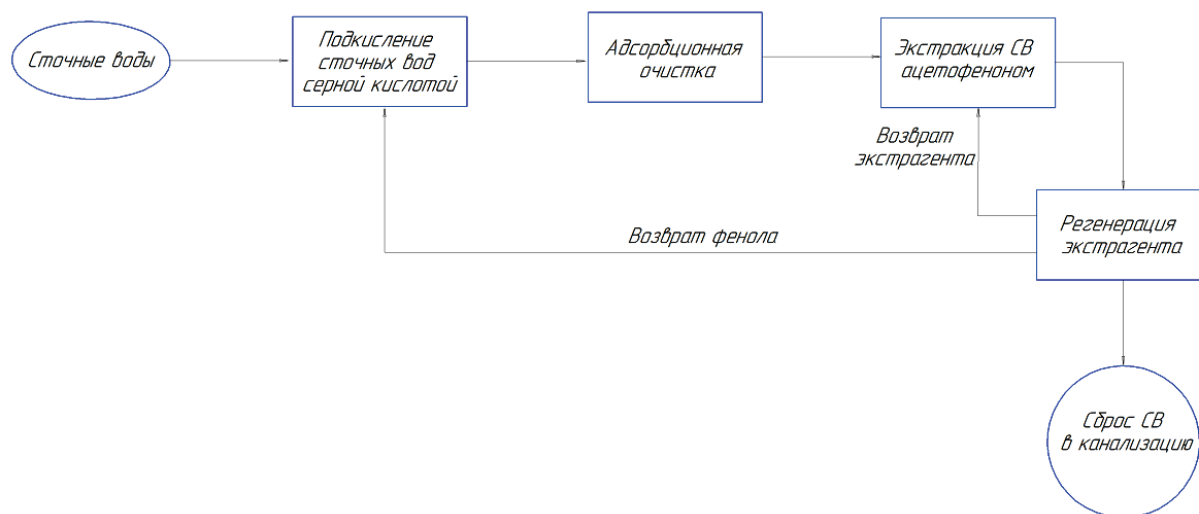 Сточные воды
Подкисление
сточных вод
серной кислотой
Адсорбционная
очистка
Экстракция СВ
ацетофеноном
Возврат
экстрагента
Регенерация
экстрагента
Возврат фенола
Сброс СВ
в канализацию